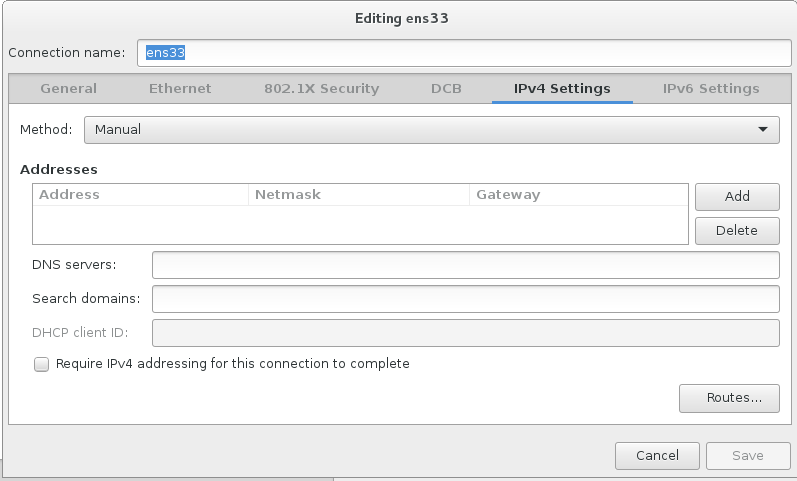 Editing ens33
Connection name: ens33
General Ethernet 802.1X Security DCB IPv4 Settings IPv6 Settings
Method: Manual
Addresses
Address Netmask Gateway
Add
Delete
DNS servers:
Search domains:
DHCP client ID:
Require IPv4 addressing for this connection to complete
Routes...
Cancel Save